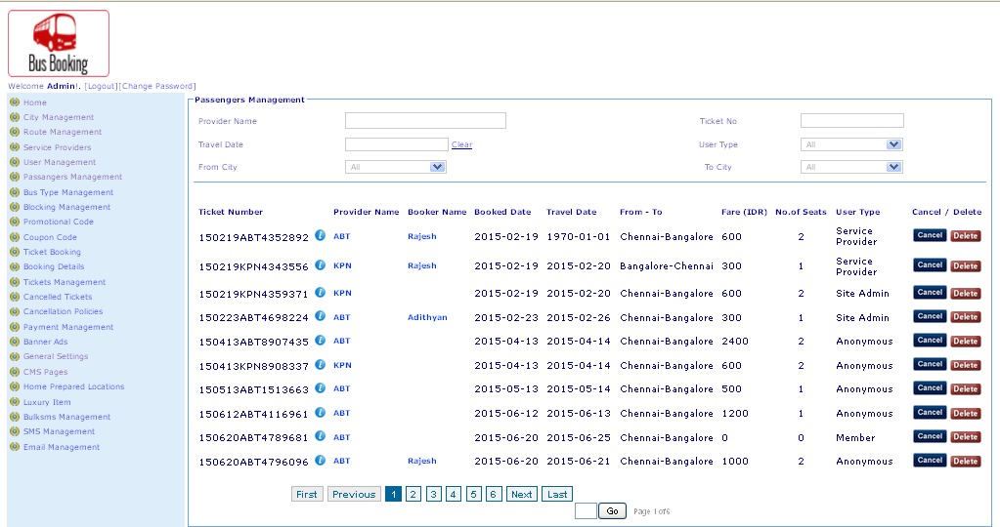 Bus Booking
Welcome Admin!. [Logout][Change Password]
Home
City Management
Route Management
Service Providers
User Management
Passangers Management
Bus Type Management
Blocking Management
Promotional Code
Coupon Code
Ticket Booking
Booking Details
Tickets Management
Cancelled Tickets
Cancellation Policies
Payment Management
Banner Ads
General Settings
CMS Pages
Home Prepared Locations
Luxury Item
Bulksms Management
SMS Management
Email Management
Passengers Management
Provider Name Ticket No
Travel Date Clear User Type All
From City All To City All
Ticket Number Provider Name Booker Name Booked Date Travel Date From - To Fare (IDR) No.of Seats User Type Cancel / Delete
150219ABT4352892 i ABT Rajesh 2015-02-19 1970-01-01 Chennai-Bangalore 600 2 Service Provider Cancel Delete
150219KPN4343556 i KPN Rajesh 2015-02-19 2015-02-20 Bangalore-Chennai 300 1 Service Provider Cancel Delete
150219KPN4359371 i KPN 2015-02-19 2015-02-20 Chennai-Bangalore 600 2 Site Admin Cancel Delete
150223ABT4698224 i ABT Adithyan 2015-02-23 2015-02-26 Chennai-Bangalore 300 1 Site Admin Cancel Delete
150413ABT8907435 i ABT 2015-04-13 2015-04-14 Chennai-Bangalore 2400 2 Anonymous Cancel Delete
150413KPN8908337 i KPN 2015-04-13 2015-04-14 Chennai-Bangalore 600 2 Anonymous Cancel Delete
150513ABT1513663 i ABT 2015-05-13 2015-05-14 Chennai-Bangalore 500 1 Anonymous Cancel Delete
150612ABT4116961 i ABT 2015-06-12 2015-06-13 Chennai-Bangalore 1200 1 Anonymous Cancel Delete
150620ABT4789681 i ABT 2015-06-20 2015-06-25 Chennai-Bangalore 0 0 Member Cancel Delete
150620ABT4796096 i ABT Rajesh 2015-06-20 2015-06-21 Chennai-Bangalore 1000 2 Anonymous Cancel Delete
First Previous 1 2 3 4 5 6 Next Last
Go Page 1 of 6